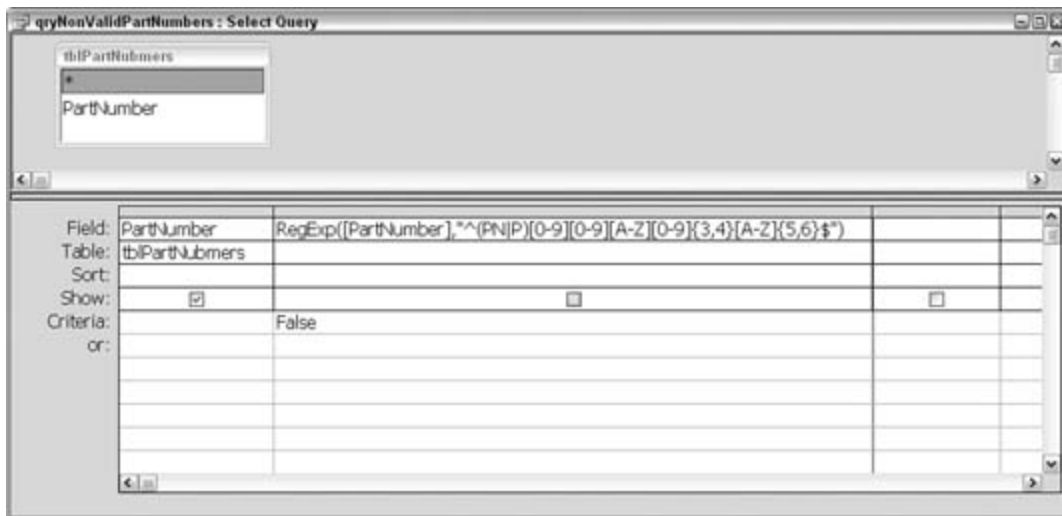 qryNonValidPartNumbers : Select Query
tblPartNubmers
*
PartNumber
Field: PartNumber RegExp([PartNumber],"^(PN|P)[0-9][0-9][A-Z][0-9]{3,4}[A-Z]{5,6}$")
Table: tblPartNubmers
Sort:
Show:
Criteria: False
or: